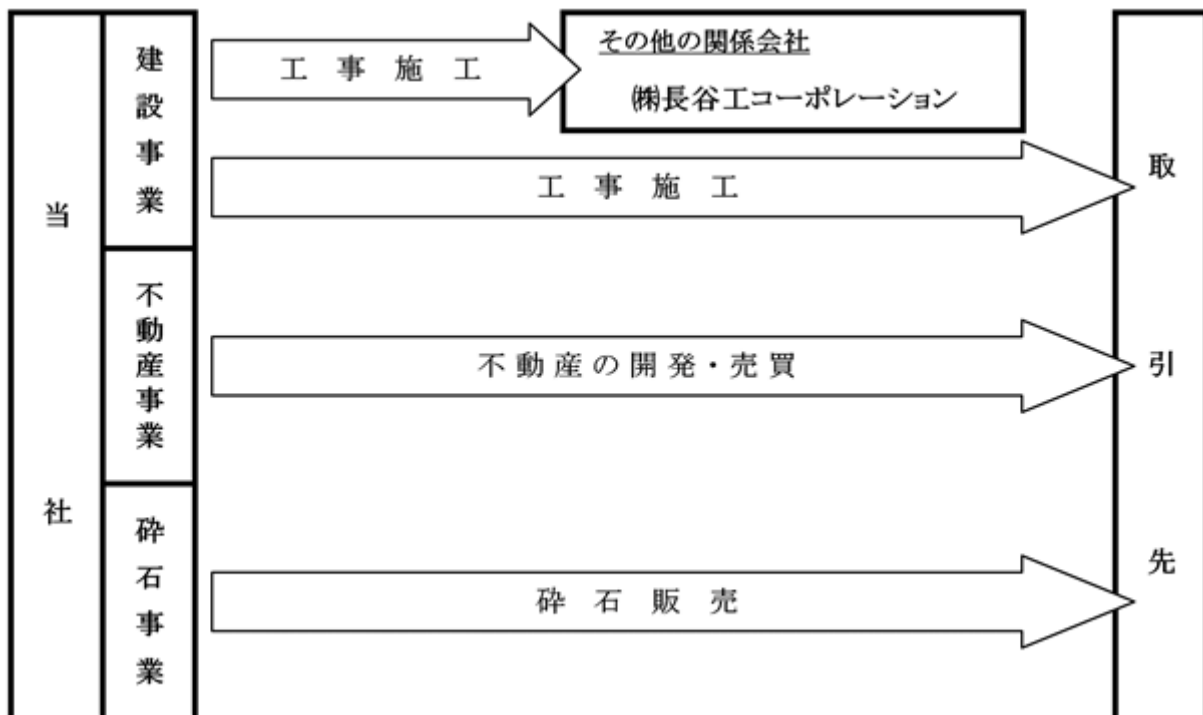 当社
建設事業
工事施工
その他の関係会社
㈱長谷工コーポレーション
工事施工
不動産事業
不動産の開発・売買
砕石事業
砕石販売
取引先